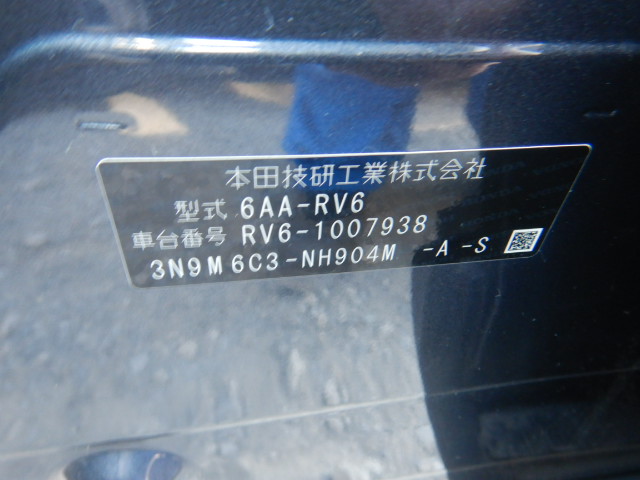 本田技研工業株式会社
型式 6AA-RV6
車台番号 RV6-1007938
3N9M6C3-NH904M -A -S